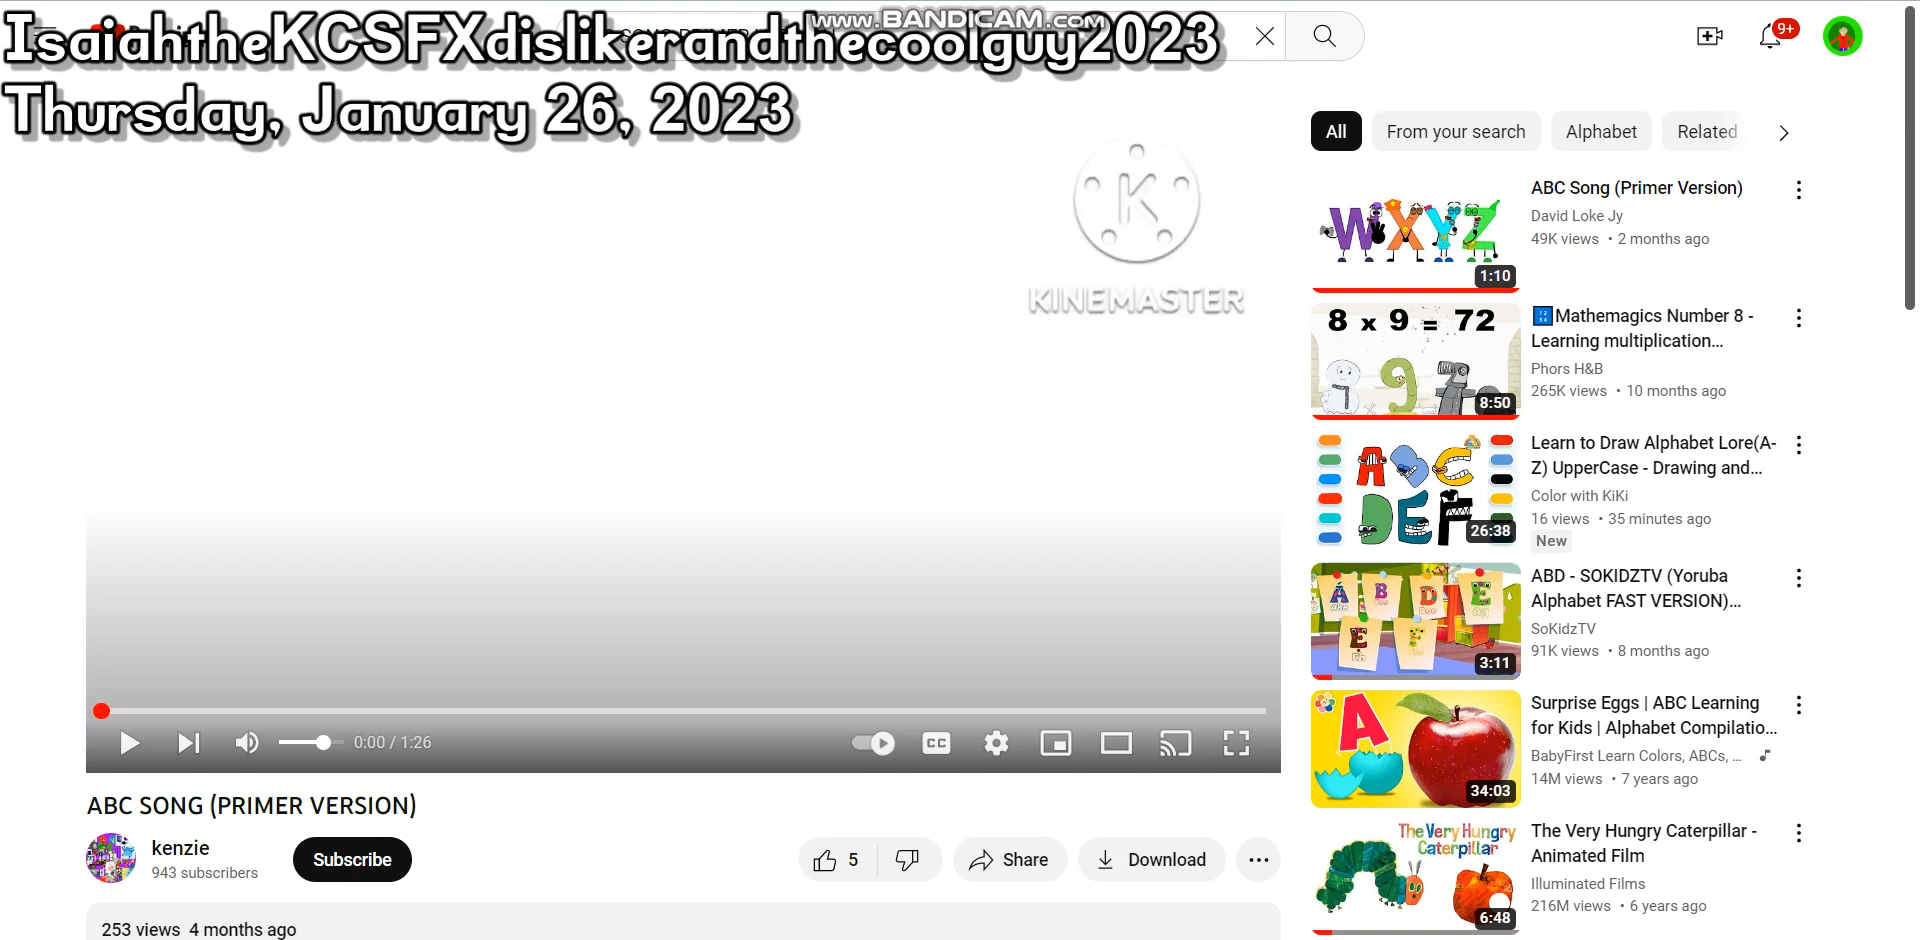 www.BANDICAM.com
IsaiahtheKCSFXdislikerandthecoolguy2023
Thursday, January 26, 2023
9+
All
From your search
Alphabet
Related
K
KINEMASTER
WXYZ
1:10
ABC Song (Primer Version)
David Loke Jy
49K views • 2 months ago
8 x 9 = 72
8:50
Mathemagics Number 8 -
Learning multiplication...
Phors H&B
265K views • 10 months ago
ABC
DEF
26:38
Learn to Draw Alphabet Lore(A-
Z) UpperCase - Drawing and...
Color with KiKi
16 views • 35 minutes ago
New
3:11
ABD - SOKIDZTV (Yoruba
Alphabet FAST VERSION)...
SoKidzTV
91K views • 8 months ago
A
34:03
Surprise Eggs | ABC Learning
for Kids | Alphabet Compilatio...
BabyFirst Learn Colors, ABCs, ...
14M views • 7 years ago
The Very Hungry
Caterpillar
6:48
The Very Hungry Caterpillar -
Animated Film
Illuminated Films
216M views • 6 years ago
0:00 / 1:26
CC
ABC SONG (PRIMER VERSION)
kenzie
943 subscribers
Subscribe
5
Share
Download
253 views 4 months ago